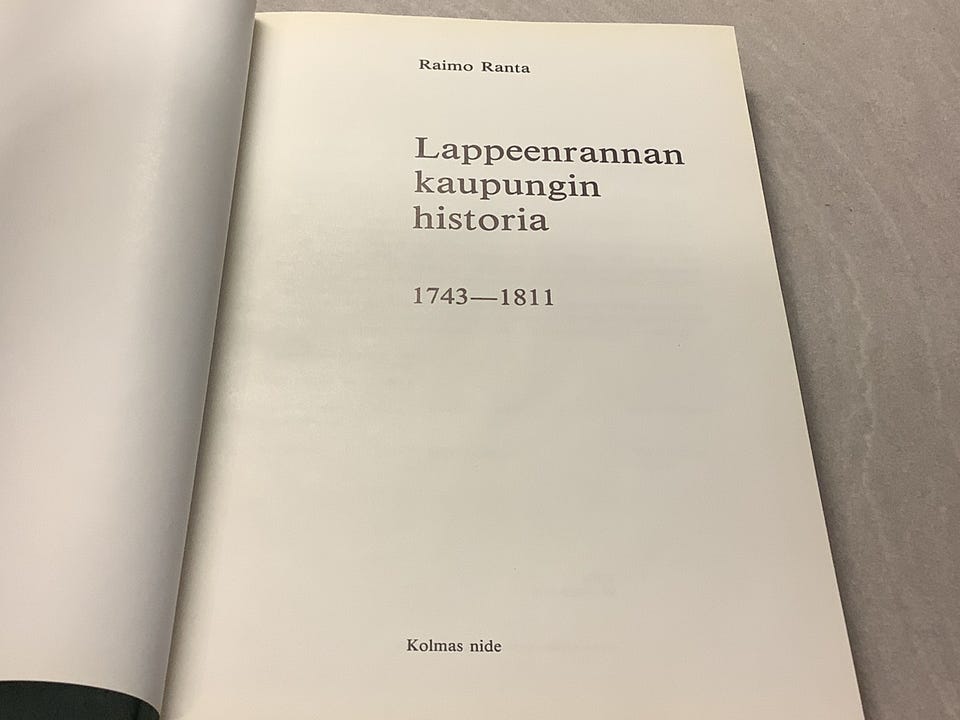 Raimo Ranta
Lappeenrannan
kaupungin
historia
1743—1811
Kolmas nide